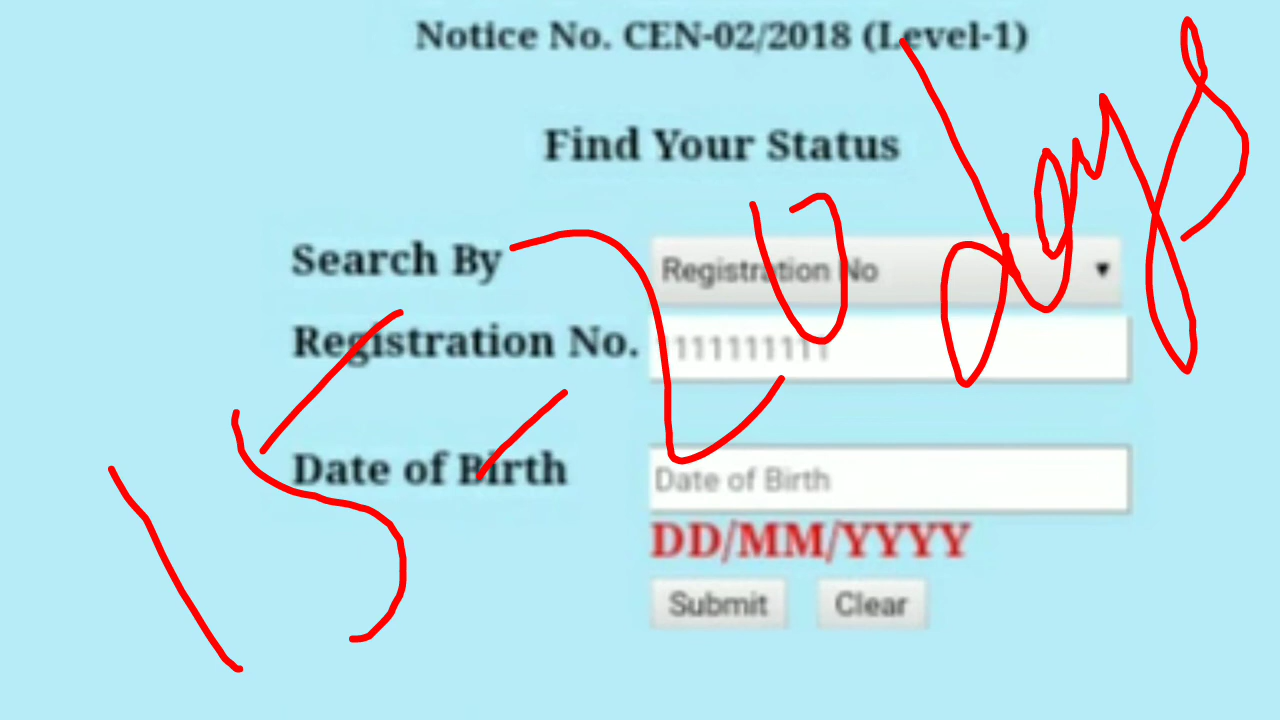 Notice No. CEN-02/2018 (Level-1)
Find Your Status
Search By Registration No
Registration No. 1111111111
Date of Birth Date of Birth
DD/MM/YYYY
Submit Clear
15-20 days